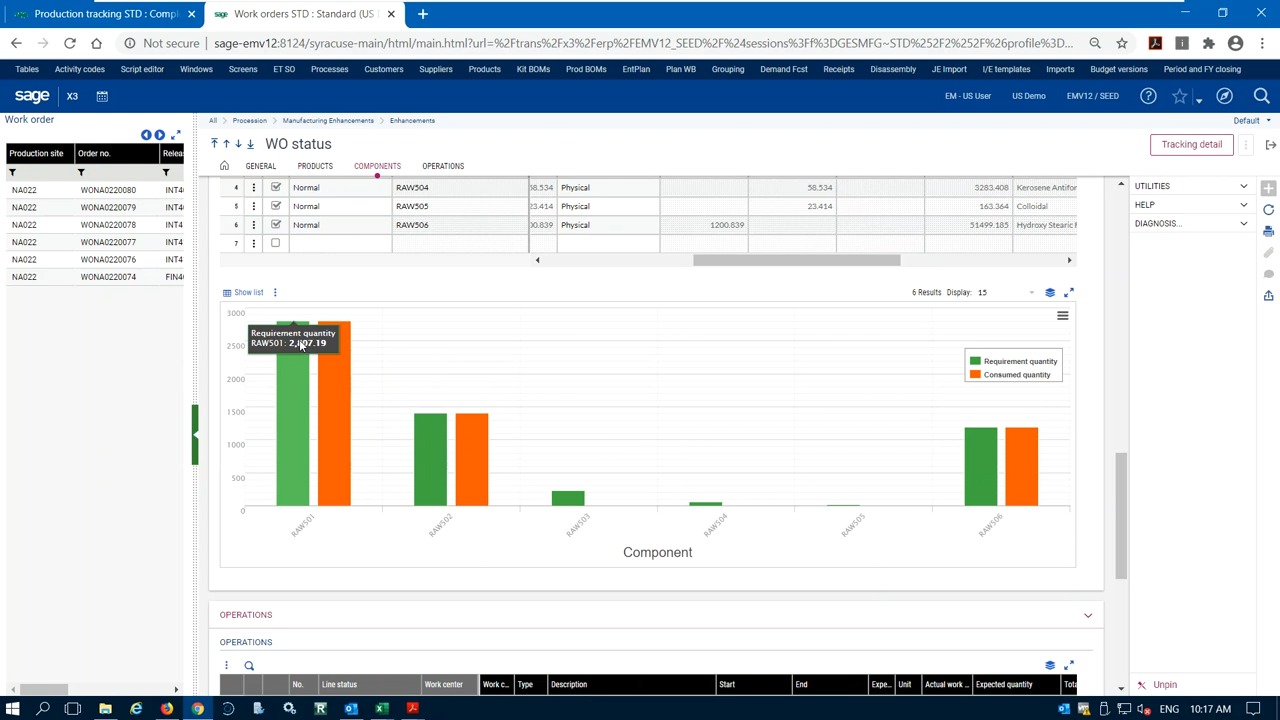 Production tracking STD : Comple
Work orders STD : Standard (US U
Not secure
sage-emv12:8124/syracuse-main/html/main.html?url=%2Ftrans%2Fx3%2Ferp%2FEMV12_SEED%2F%24sessions%3Ff%3DGESMFG~STD%252F2%252F%26profile%3D...
Tables
Activity codes
Script editor
Windows
Screens
ET SO
Processes
Customers
Suppliers
Products
Kit BOMs
Prod BOMs
EntPlan
Plan WB
Grouping
Demand Fcst
Receipts
Disassembly
JE Import
I/E templates
Imports
Budget versions
Period and FY closing
sage
X3
EM - US User
US Demo
EMV12 / SEED
Work order
Production site
Order no.
Relea
NA022 WONA0220080 INT4
NA022 WONA0220079 INT4
NA022 WONA0220078 INT4
NA022 WONA0220077 INT4
NA022 WONA0220076 INT4
NA022 WONA0220074 FIN4
All
Procession
Manufacturing Enhancements
Enhancements
Default
WO status
Tracking detail
GENERAL
PRODUCTS
COMPONENTS
OPERATIONS
4 Normal RAW504 58.534 Physical 58.534 3283.408 Kerosene Antifor
5 Normal RAW505 23.414 Physical 23.414 163.364 Colloidal
6 Normal RAW506 00.839 Physical 1200.839 51499.185 Hydroxy Stearic
7
Show list
6 Results Display: 15
3000
2500
2000
1500
1000
500
0
Requirement quantity
RAW501:
Requirement quantity
Consumed quantity
RAW501
RAW502
RAW503
RAW504
RAW505
RAW506
Component
OPERATIONS
OPERATIONS
No.
Line status
Work center
Work c...
Type
Description
Start
End
Expe...
Unit
Actual work ...
Expected quantity
Tota
UTILITIES
HELP
DIAGNOSIS...
Unpin
ENG
10:17 AM